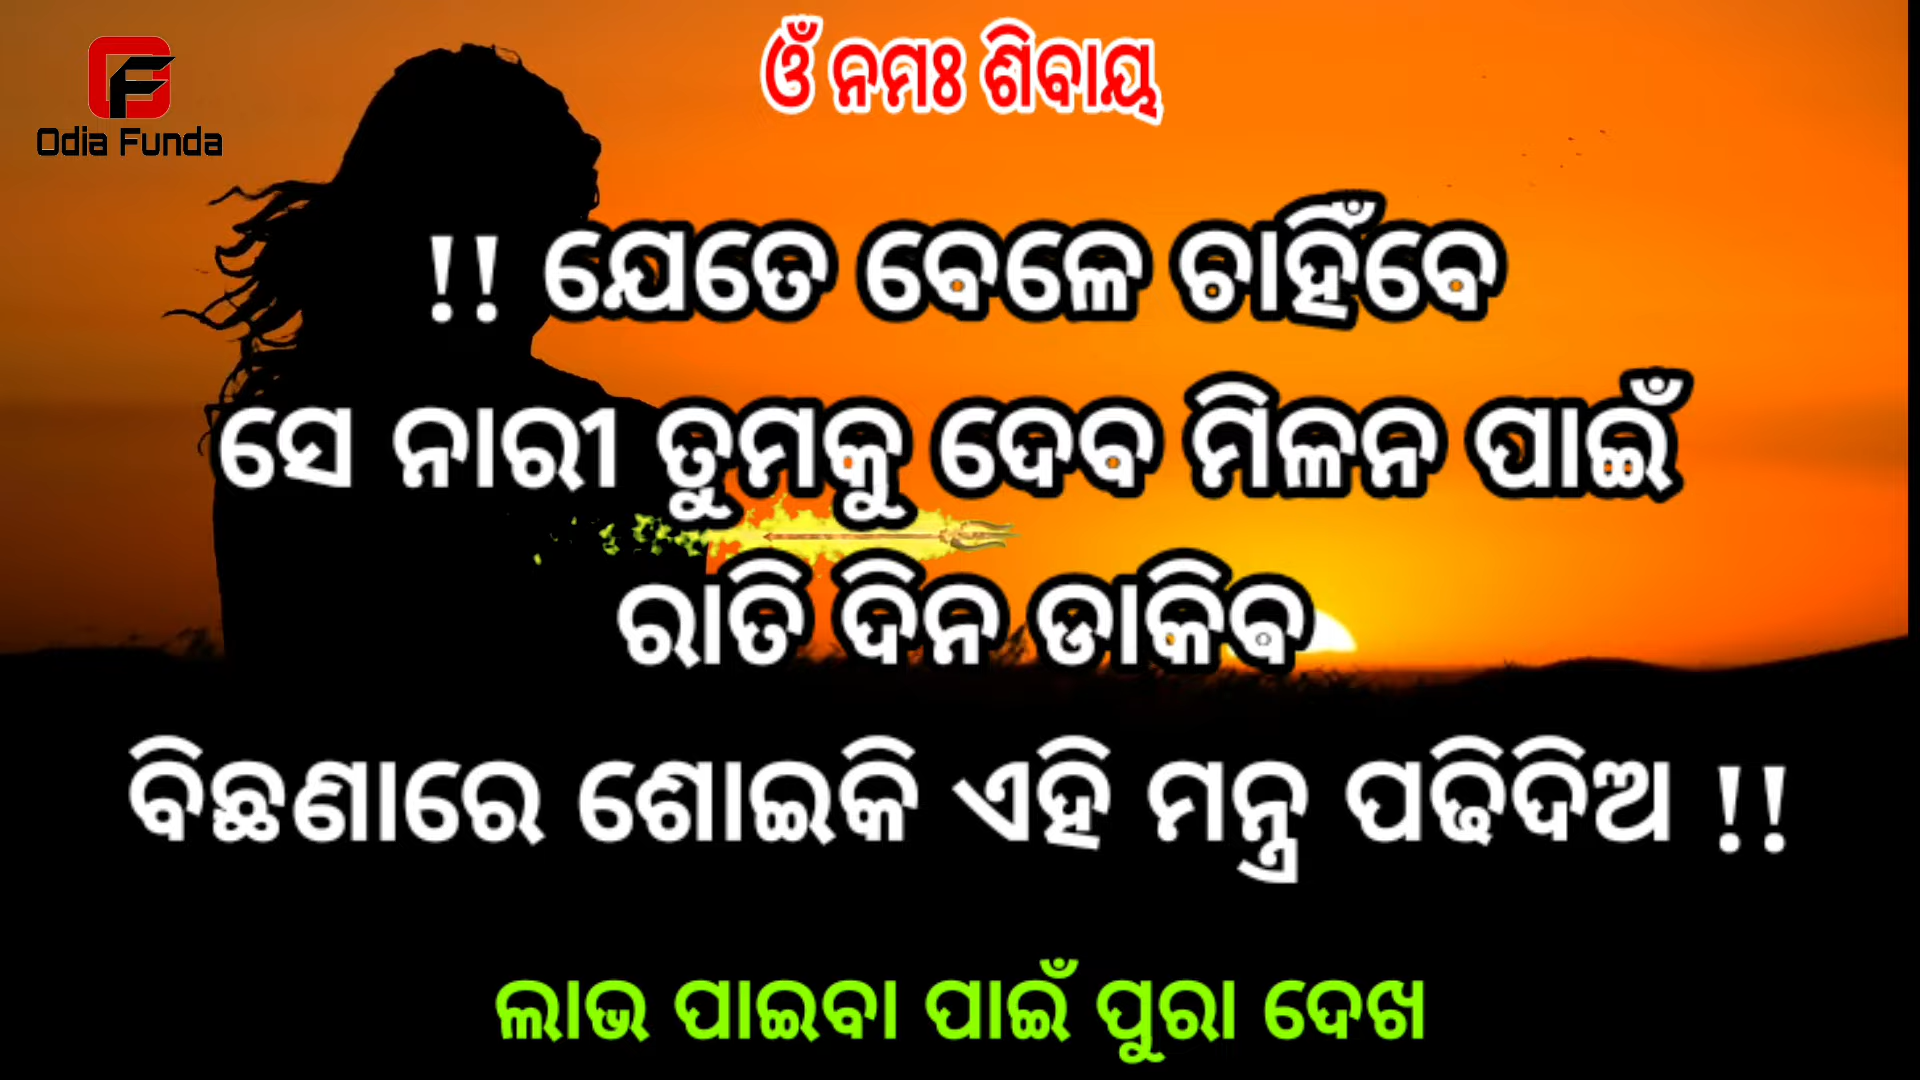 Odia Funda
ଓଁ ନମଃ ଶିବାୟ
!! ଯେତେ ବେଳେ ଚାହିଁବେ
ସେ ନାରୀ ତୁମକୁ ଦେବ ମିଳନ ପାଇଁ
ରାତି ଦିନ ଡାକିବ
ବିଛଣାରେ ଶୋଇକି ଏହି ମନ୍ତ୍ର ପଢିଦିଅ !!
ଲାଭ ପାଇବା ପାଇଁ ପୁରା ଦେଖ